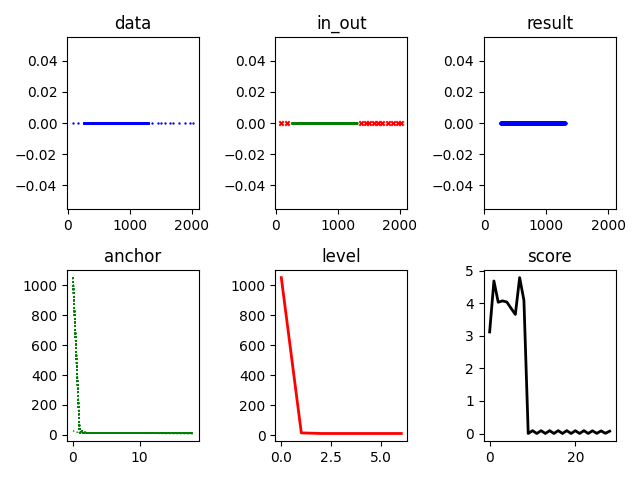 data in_out result
0.04 0.04 0.04
0.02 0.02 0.02
0.00 0.00 0.00
−0.02 −0.02 −0.02
−0.04 −0.04 −0.04
0 1000 2000 0 1000 2000 0 1000 2000
anchor level score
1000 1000 5
800 800 4
600 600 3
400 400 2
200 200 1
0 0 0
0 10 0.0 2.5 5.0 0 20